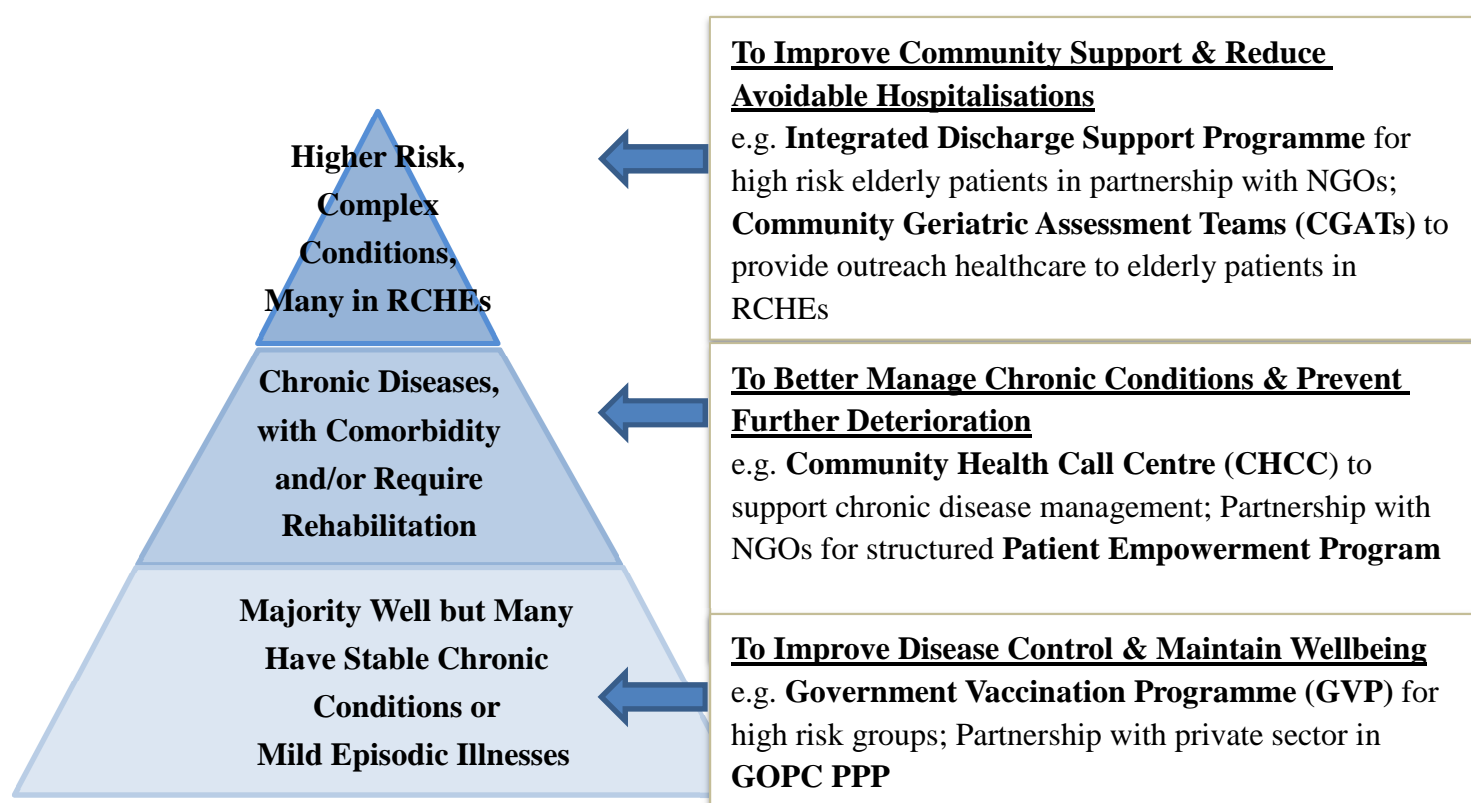 Higher Risk,
Complex
Conditions,
Many in RCHEs
To Improve Community Support & Reduce
Avoidable Hospitalisations
e.g. Integrated Discharge Support Programme for
high risk elderly patients in partnership with NGOs;
Community Geriatric Assessment Teams (CGATs) to
provide outreach healthcare to elderly patients in
RCHEs
Chronic Diseases,
with Comorbidity
and/or Require
Rehabilitation
To Better Manage Chronic Conditions & Prevent
Further Deterioration
e.g. Community Health Call Centre (CHCC) to
support chronic disease management; Partnership with
NGOs for structured Patient Empowerment Program
Majority Well but Many
Have Stable Chronic
Conditions or
Mild Episodic Illnesses
To Improve Disease Control & Maintain Wellbeing
e.g. Government Vaccination Programme (GVP) for
high risk groups; Partnership with private sector in
GOPC PPP